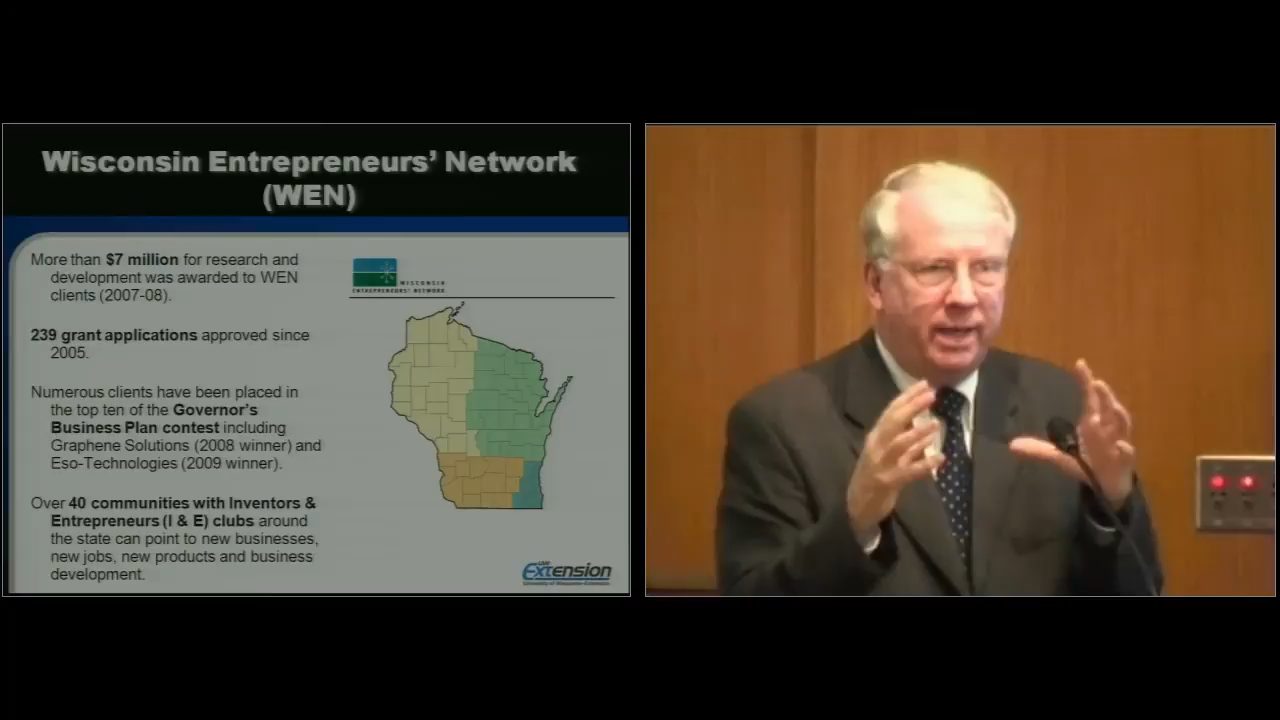 Wisconsin Entrepreneurs’ Network
(WEN)
More than $7 million for research and
development was awarded to WEN
clients (2007-08).
239 grant applications approved since
2005.
Numerous clients have been placed in
the top ten of the Governor’s
Business Plan contest including
Graphene Solutions (2008 winner) and
Eso-Technologies (2009 winner).
Over 40 communities with Inventors &
Entrepreneurs (I & E) clubs around
the state can point to new businesses,
new jobs, new products and business
development.
WISCONSIN
ENTREPRENEURS' NETWORK
Extension
University of Wisconsin-Extension